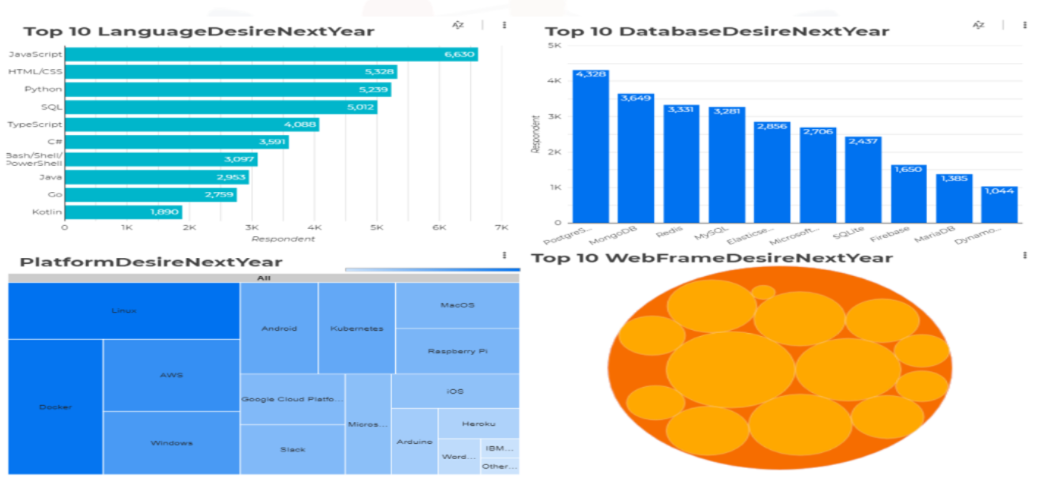 Top 10 LanguageDesireNextYear
JavaScript
6,630
HTML/CSS
5,328
Python
5,239
SQL
5,012
TypeScript
4,088
C#
3,591
Bash/Shell/
PowerShell
3,097
Java
2,953
Go
2,759
Kotlin
1,890
0 1K 2K 3K 4K 5K 6K 7K
Respondent
Top 10 DatabaseDesireNextYear
5K
4K
3K
2K
1K
0
Respondent
4,328 3,649 3,331 3,281 2,856 2,706 2,437 1,650 1,385 1,044
PostgreS... MongoDB Redis MySQL Elasticse... Microsoft... SQLite Firebase MariaDB Dynamo...
PlatformDesireNextYear
All
Linux
Docker
AWS
Windows
Android
Kubernetes
MacOS
Raspberry Pi
Google Cloud Platfo...
Slack
Micros...
iOS
Arduino
Heroku
Word...
IBM...
Other...
Top 10 WebFrameDesireNextYear